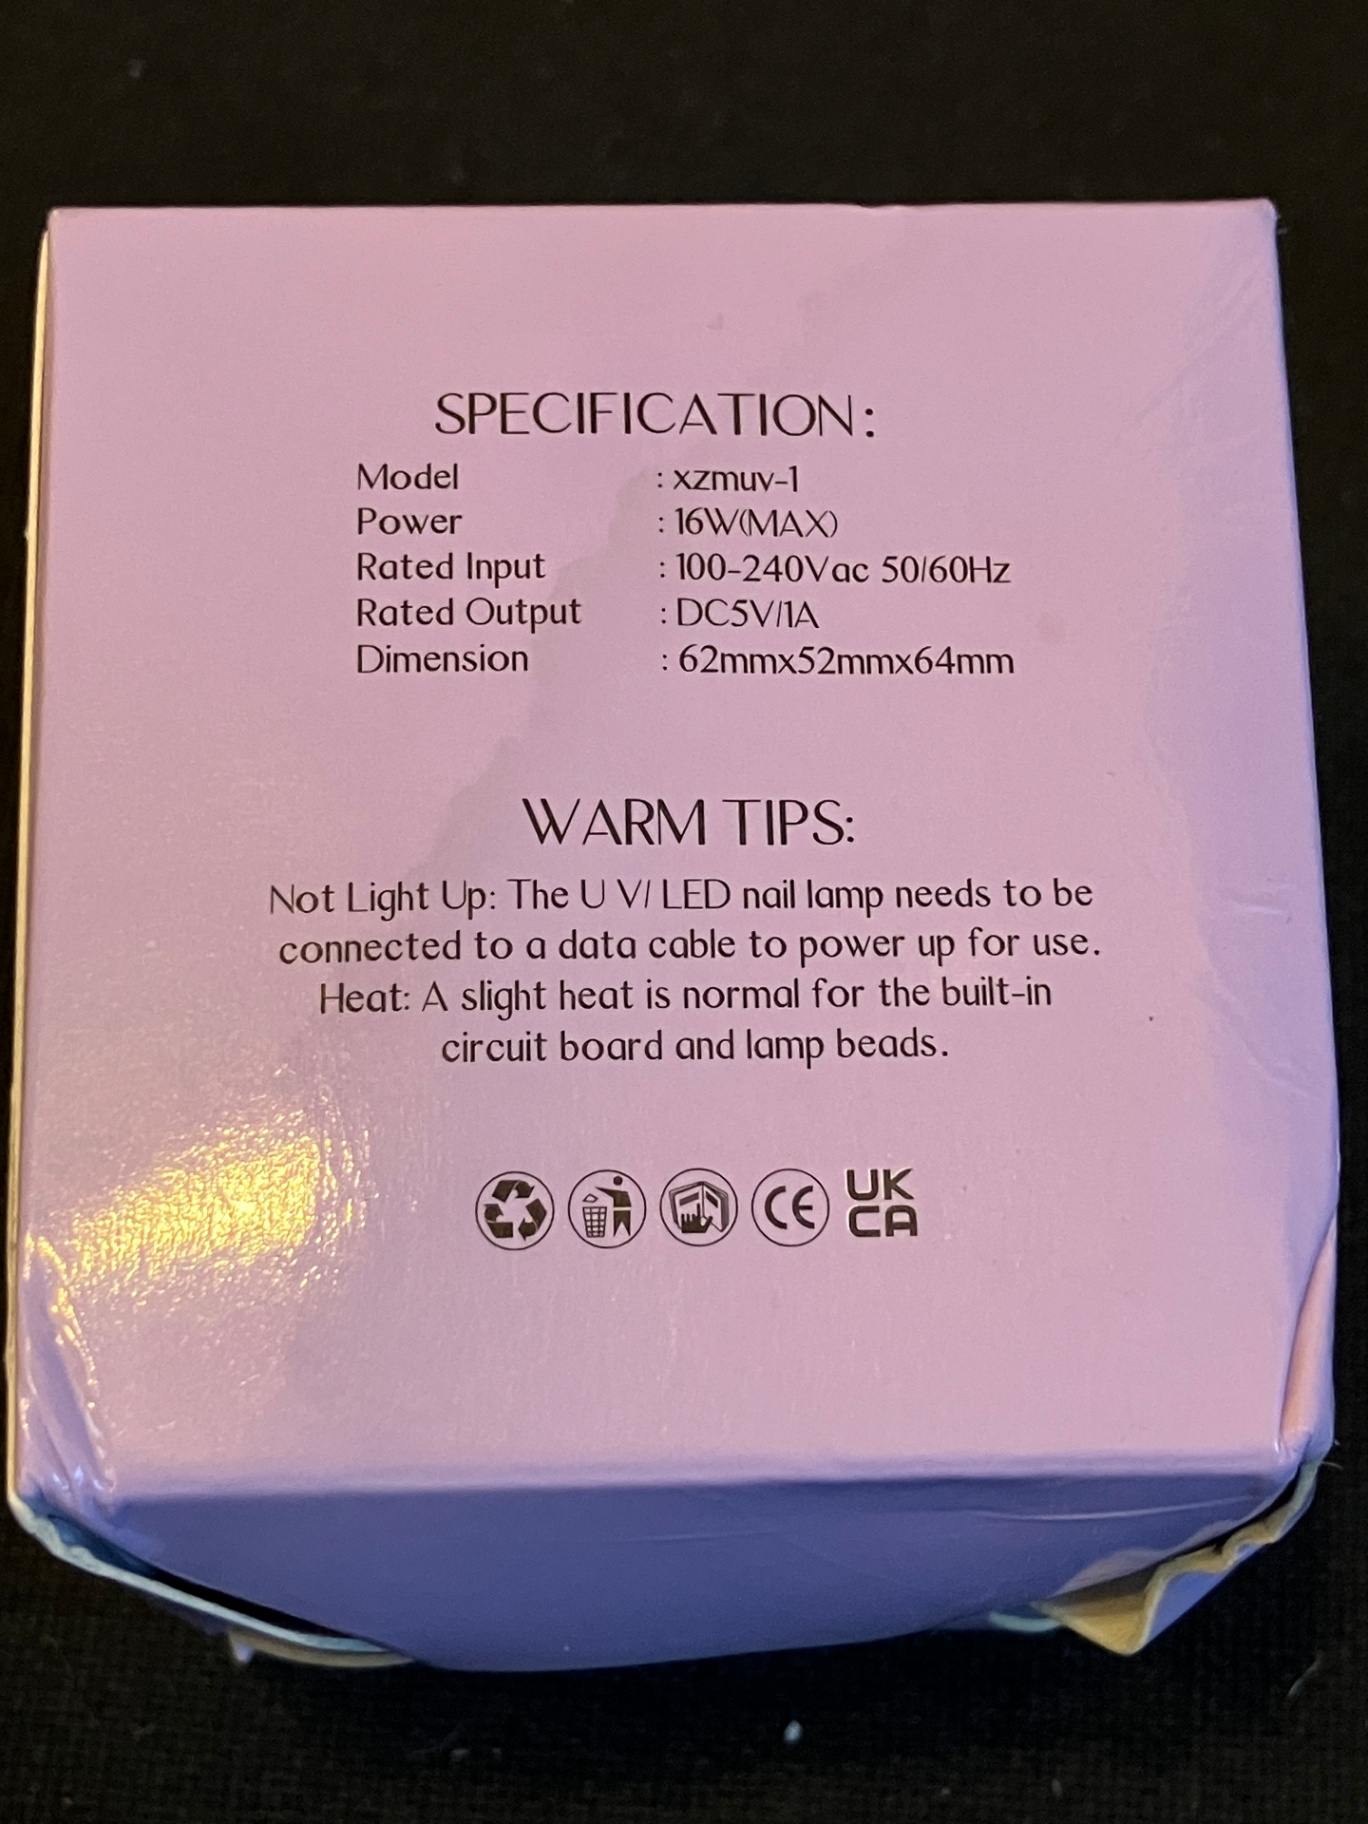 SPECIFICATION:
Model : xzmuv-1
Power : 16W(MAX)
Rated Input : 100-240Vac 50/60Hz
Rated Output : DC5V/1A
Dimension : 62mmx52mmx64mm
WARM TIPS:
Not Light Up: The U V/ LED nail lamp needs to be
connected to a data cable to power up for use.
Heat: A slight heat is normal for the built-in
circuit board and lamp beads.
CE UK
CA